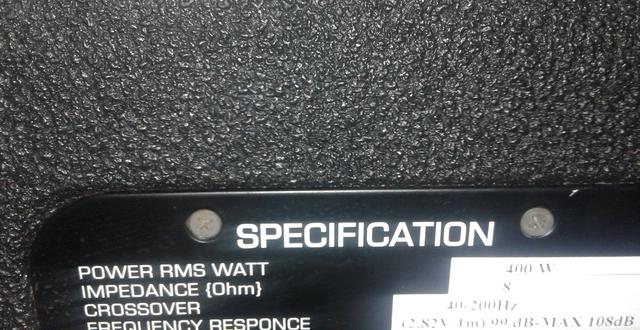 SPECIFICATION
POWER RMS WATT 400 W
IMPEDANCE {Ohm} 8
CROSSOVER 40-200Hz
FREQUENCY RESPONCE (2.82V 1m) 99 dB-MAX 108dB